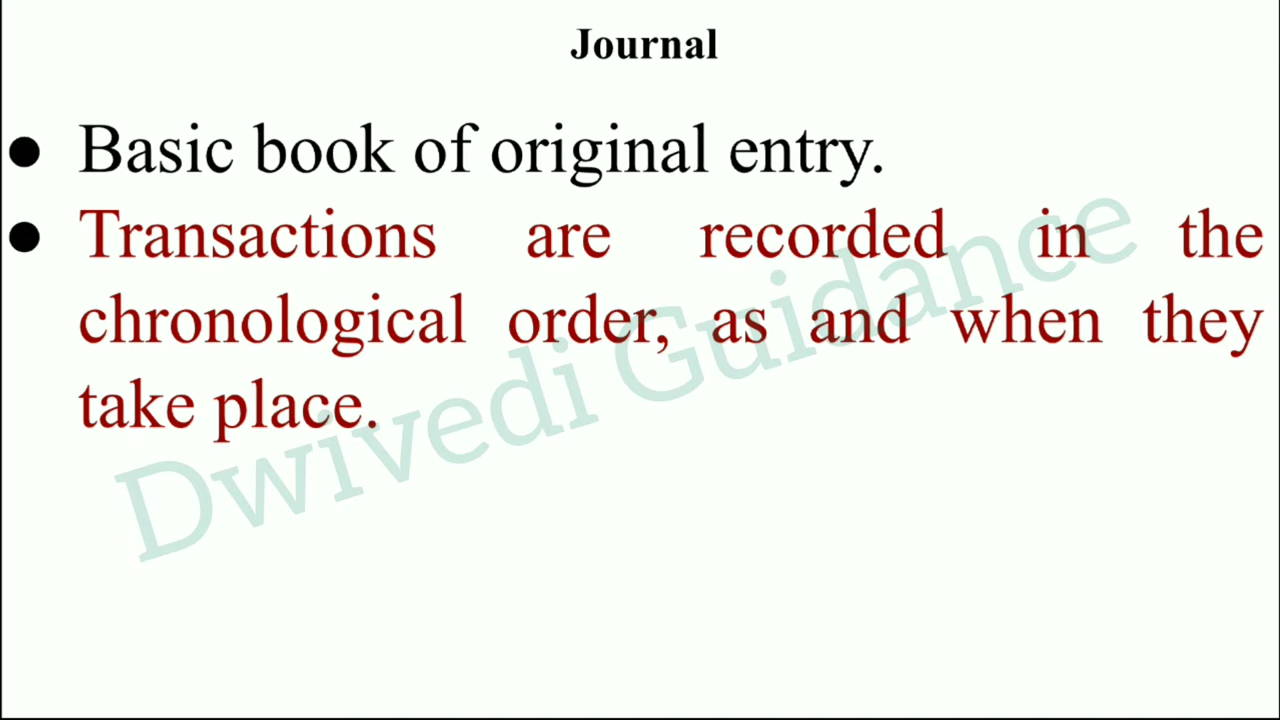 Journal
● Basic book of original entry.
● Transactions are recorded in the
chronological order, as and when they
take place.
Dwivedi Guidance